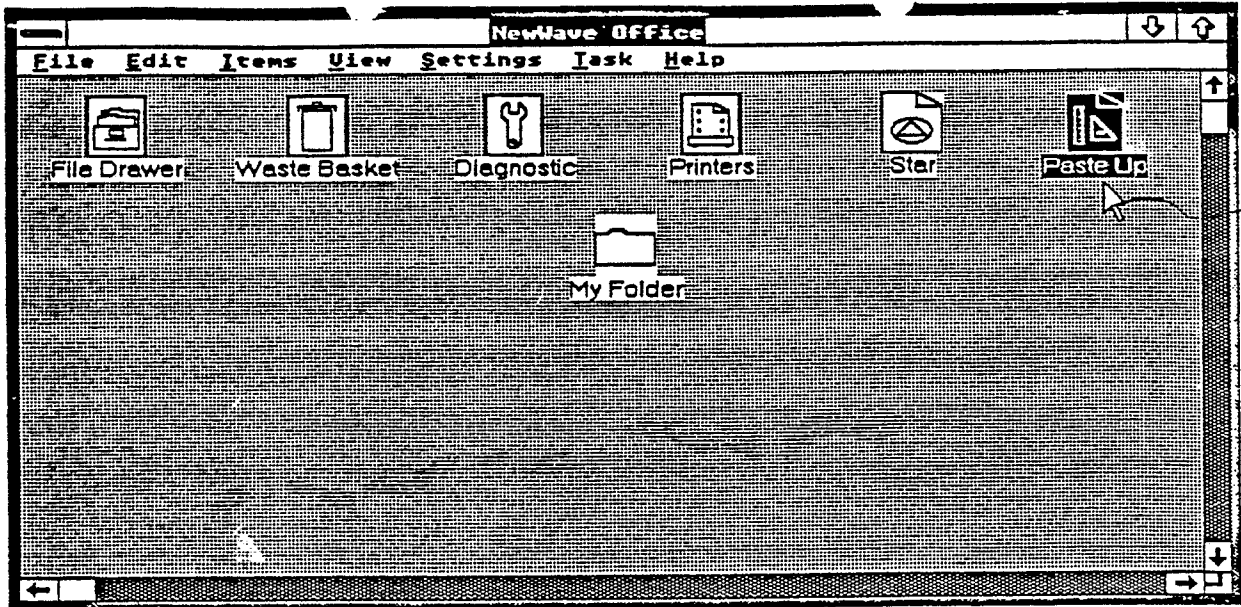 NewWave Office
File Edit Items View Settings Task Help
File Drawer Waste Basket Diagnostic Printers Star Paste Up
My Folder